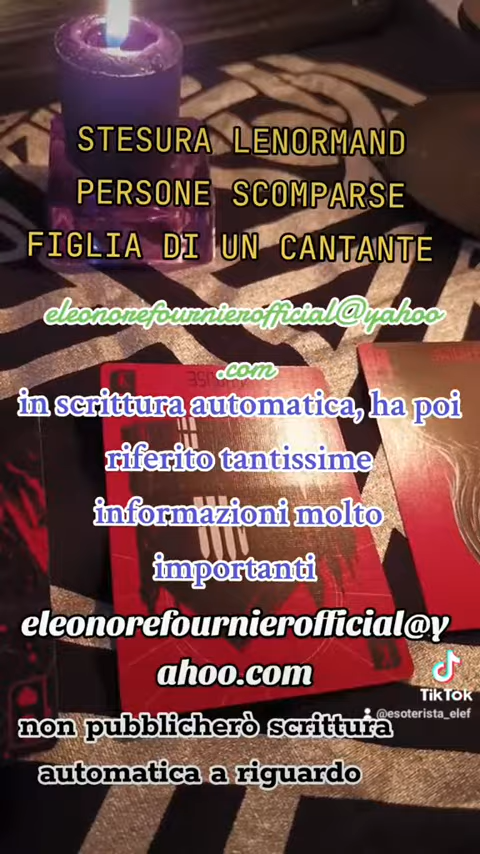 STESURA LENORMAND
PERSONE SCOMPARSE
FIGLIA DI UN CANTANTE
eleonorefournierofficial@yahoo
.com
in scrittura automatica, ha poi
riferito tantissime
informazioni molto
importanti
eleonorefournierofficial@y
ahoo.com
TikTok
@esoterista_elef
non pubblicherò scrittura
automatica a riguardo